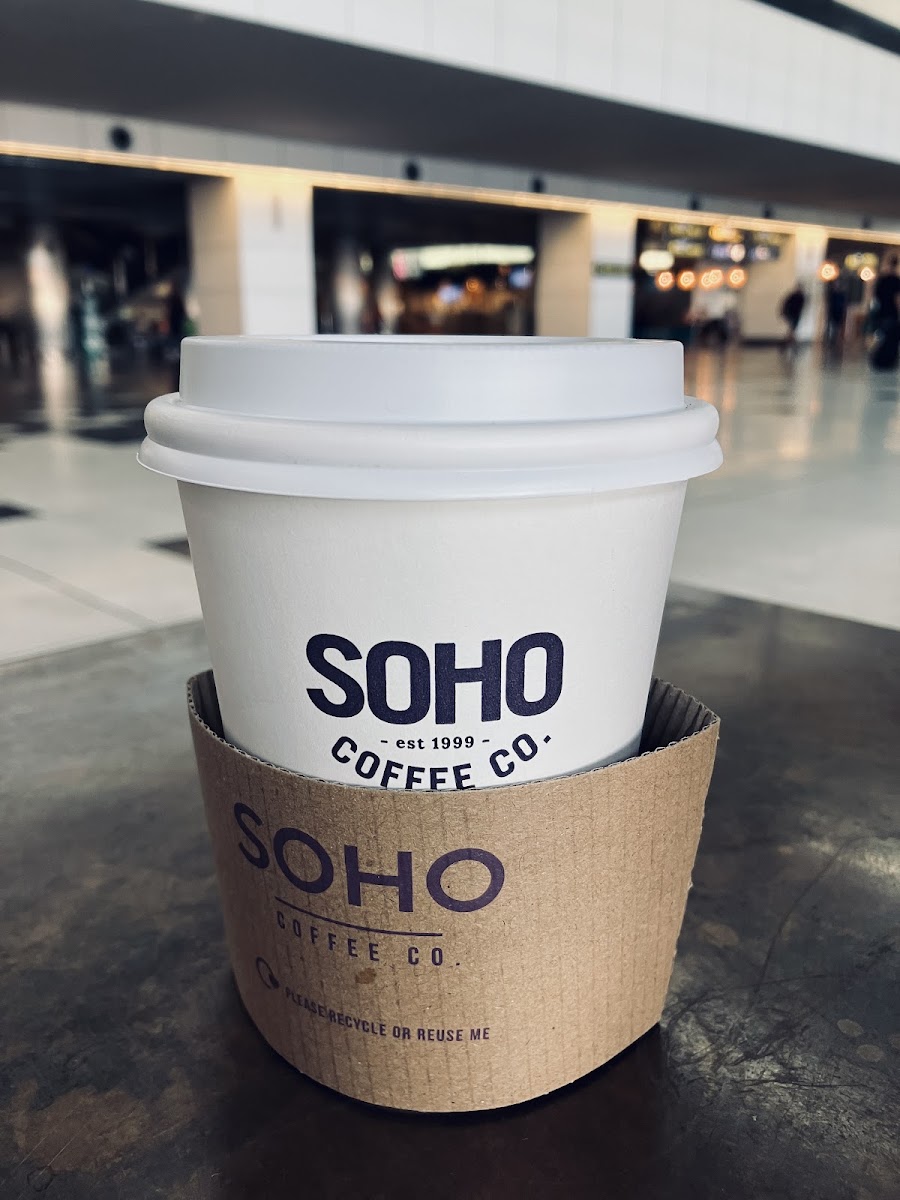 SOHO
- est 1999 -
COFFEE CO.
SOHO
COFFEE CO.
PLEASE RECYCLE OR REUSE ME